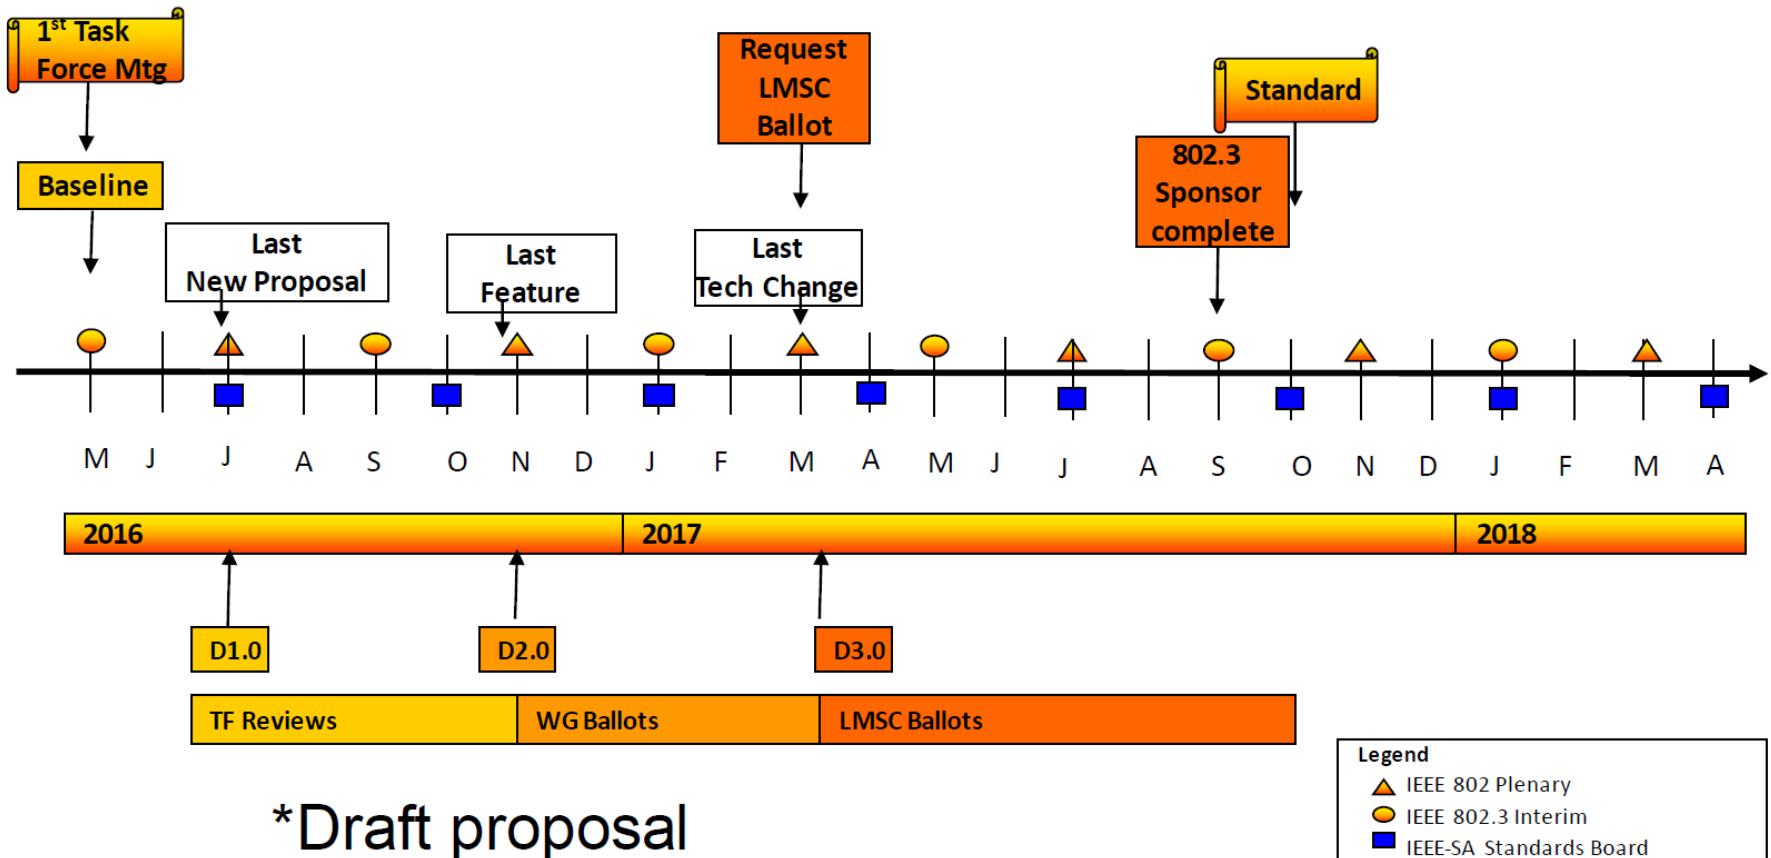 1st Task
Force Mtg
Baseline
Last
New Proposal
Last
Feature
Request
LMSC
Ballot
Last
Tech Change
802.3
Sponsor
complete
Standard
M J J A S O N D J F M A M J J A S O N D J F M A
2016 2017 2018
D1.0 D2.0 D3.0
TF Reviews WG Ballots LMSC Ballots
*Draft proposal
Legend
IEEE 802 Plenary
IEEE 802.3 Interim
IEEE-SA Standards Board